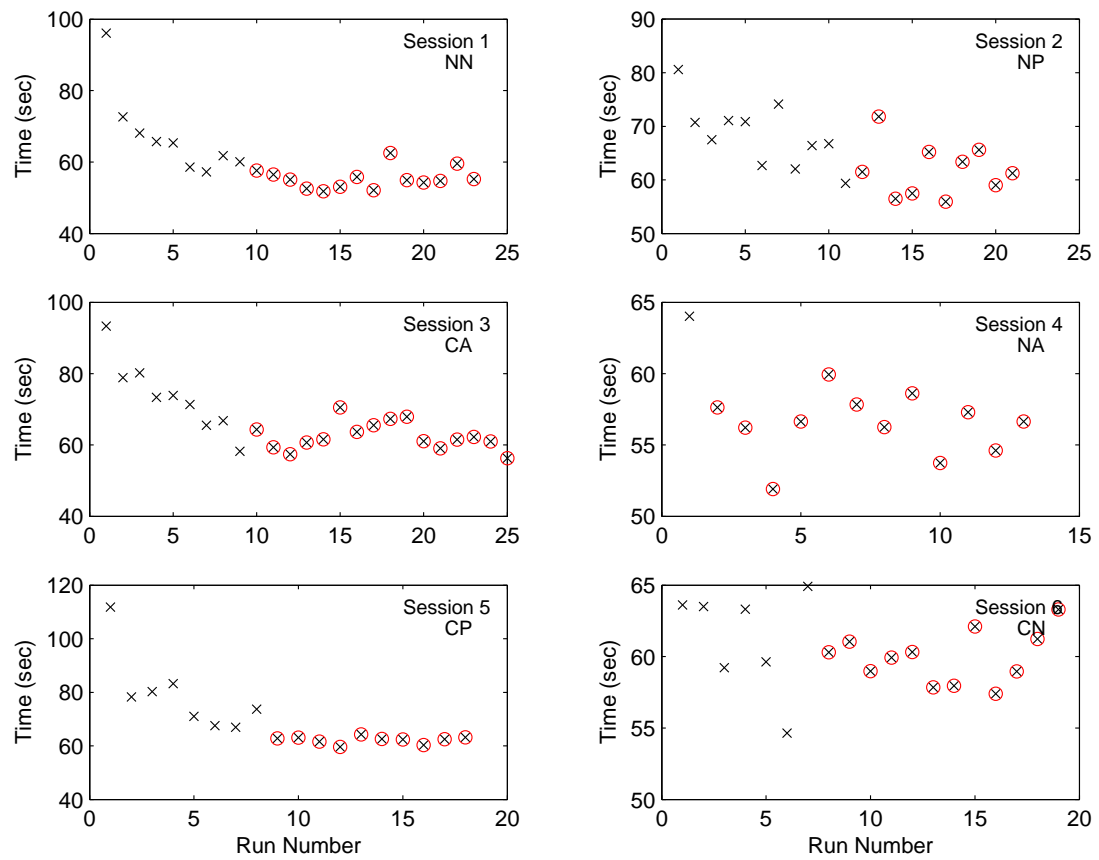 100
80
60
40
0 5 10 15 20 25
Time (sec)
Session 1
NN
90
80
70
60
50
0 5 10 15 20 25
Time (sec)
Session 2
NP
100
80
60
40
0 5 10 15 20 25
Time (sec)
Session 3
CA
65
60
55
50
0 5 10 15
Time (sec)
Session 4
NA
120
100
80
60
40
0 5 10 15 20
Time (sec)
Session 5
CP
Run Number
65
60
55
50
0 5 10 15 20
Time (sec)
Session 6
CN
Run Number